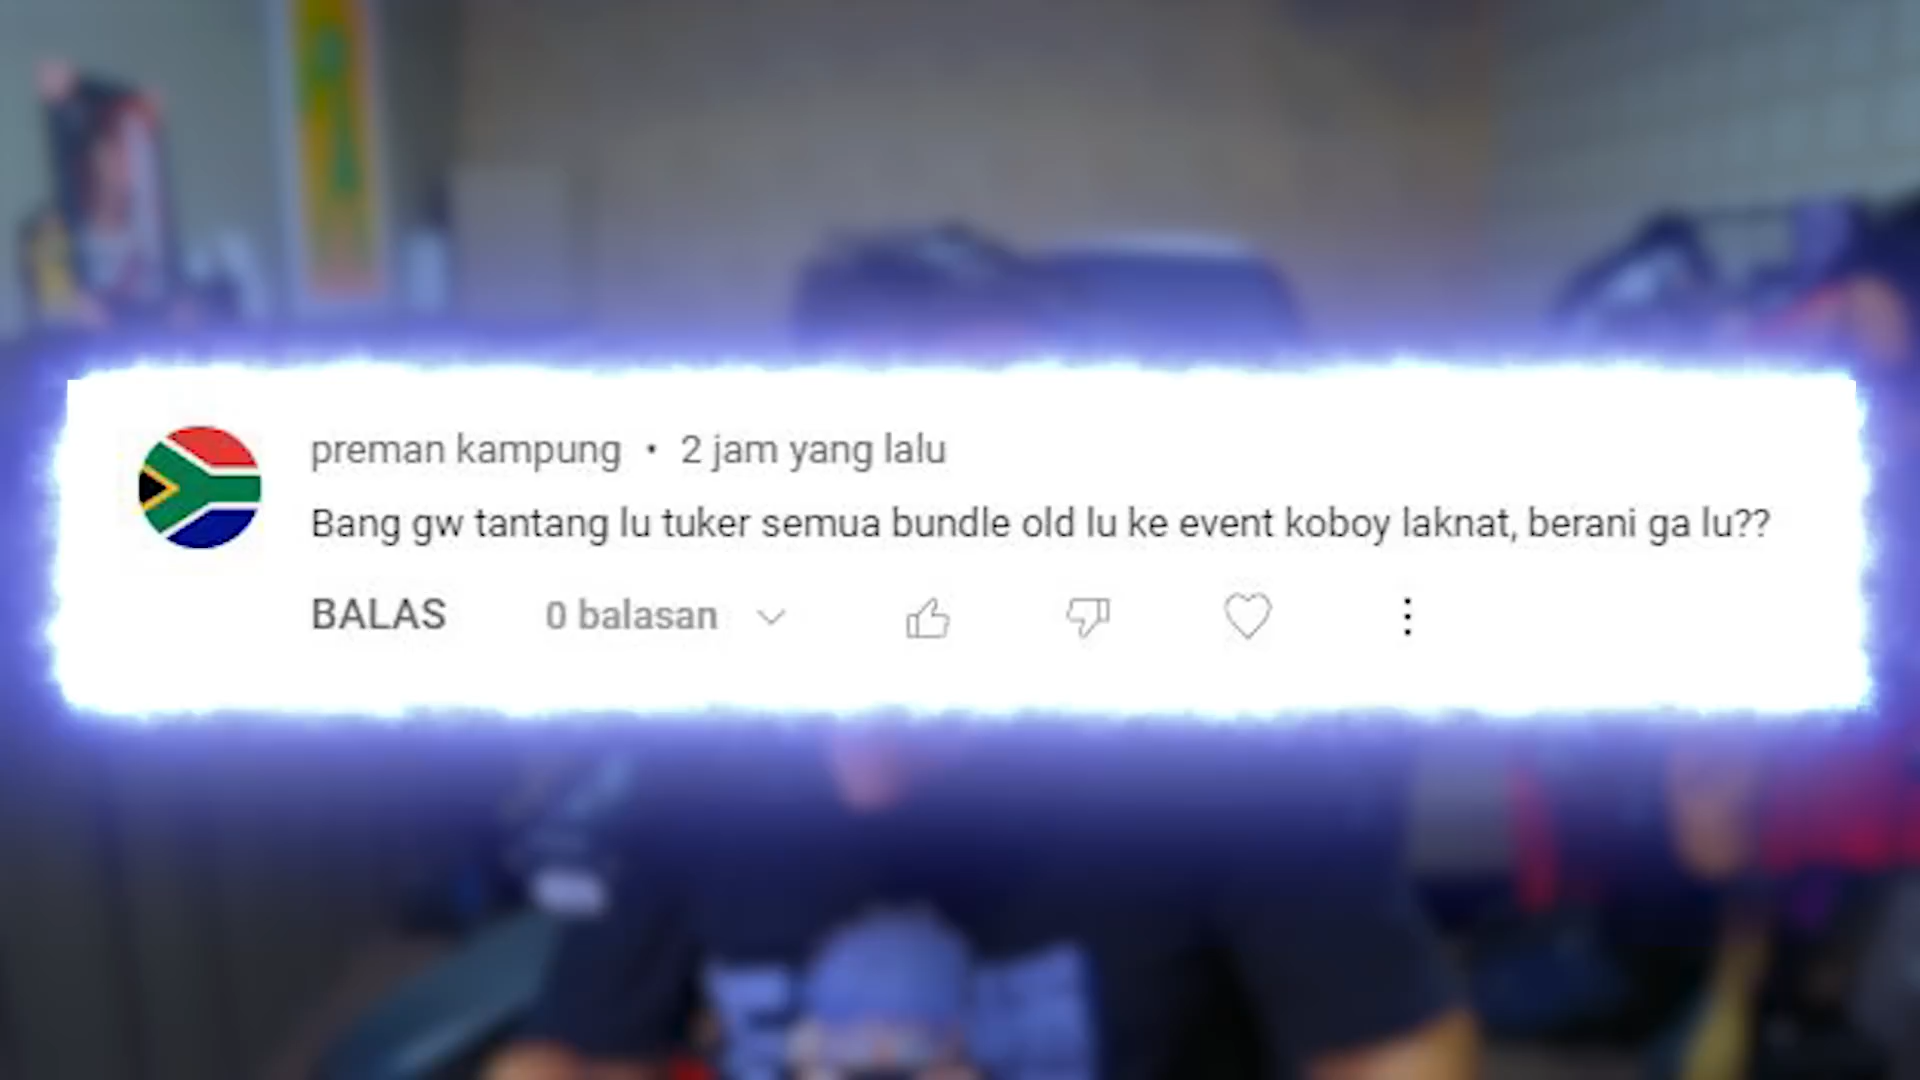 preman kampung • 2 jam yang lalu
Bang gw tantang lu tuker semua bundle old lu ke event koboy laknat, berani ga lu??
BALAS 0 balasan